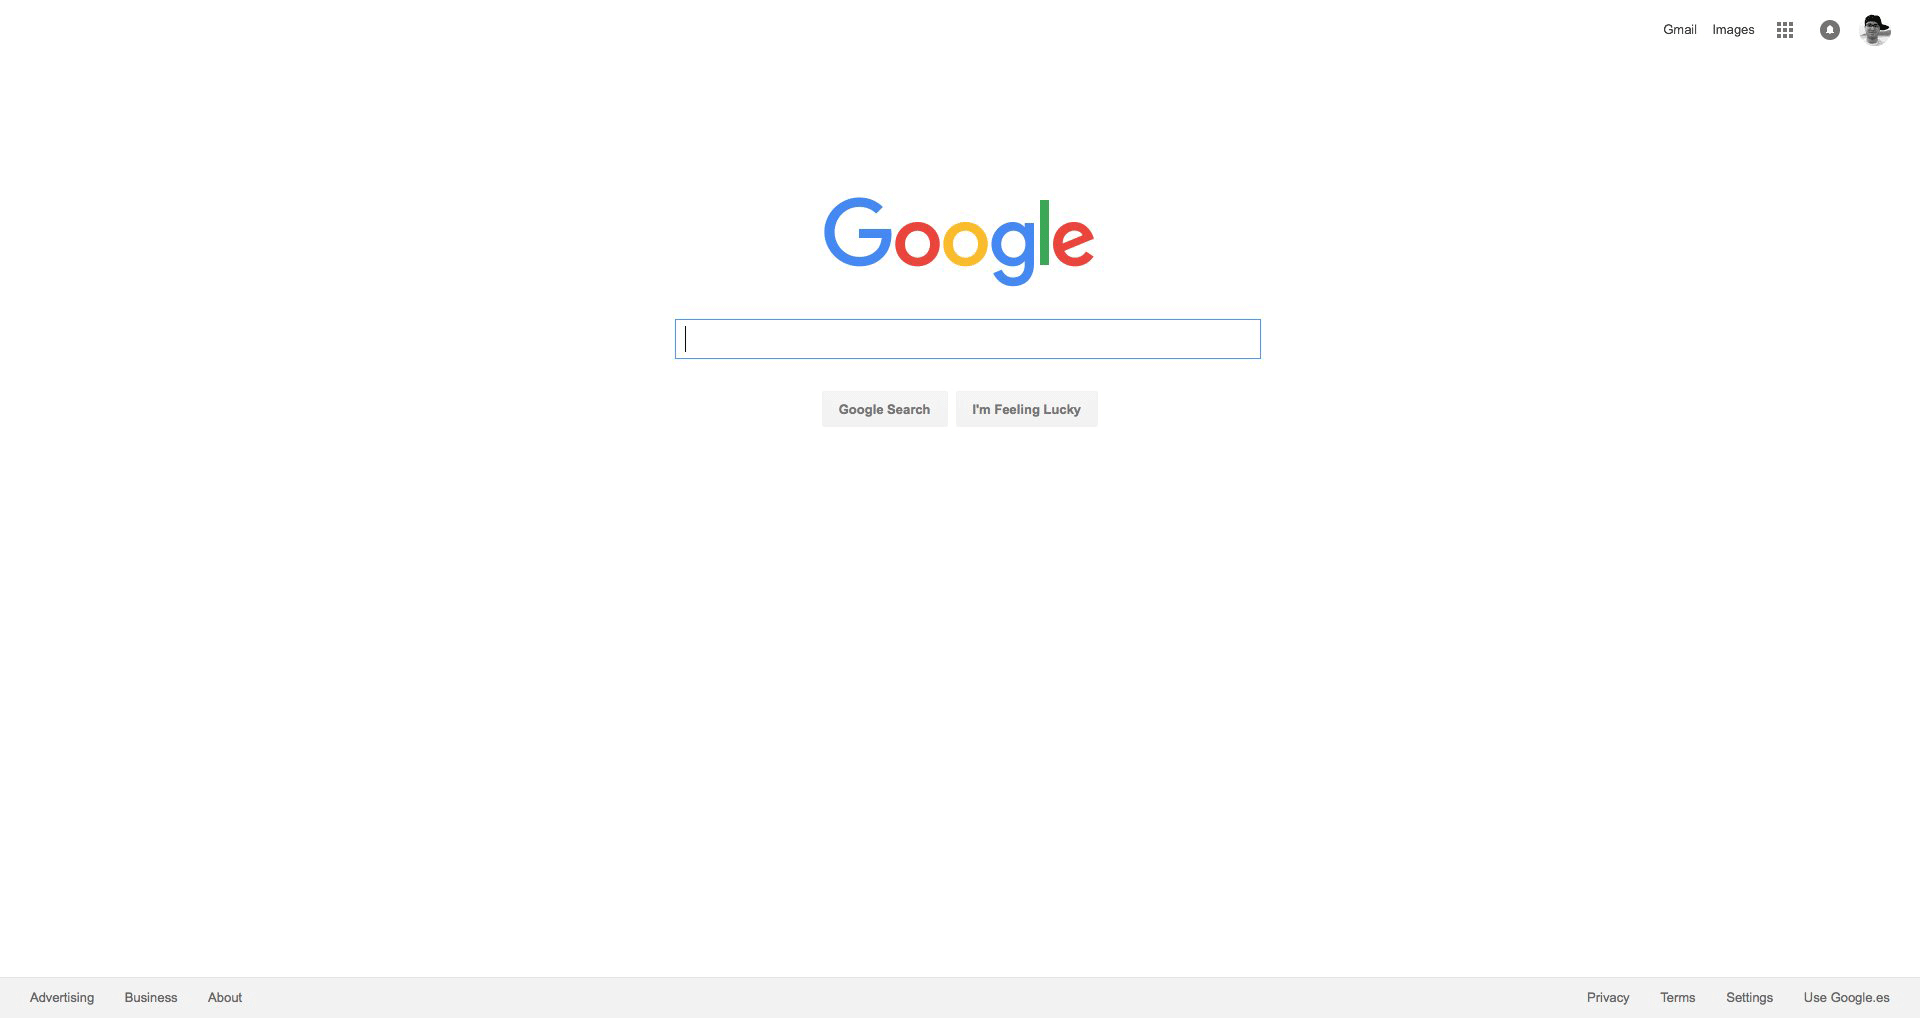 Gmail Images
Google
Google Search I'm Feeling Lucky
Advertising Business About Privacy Terms Settings Use Google.es